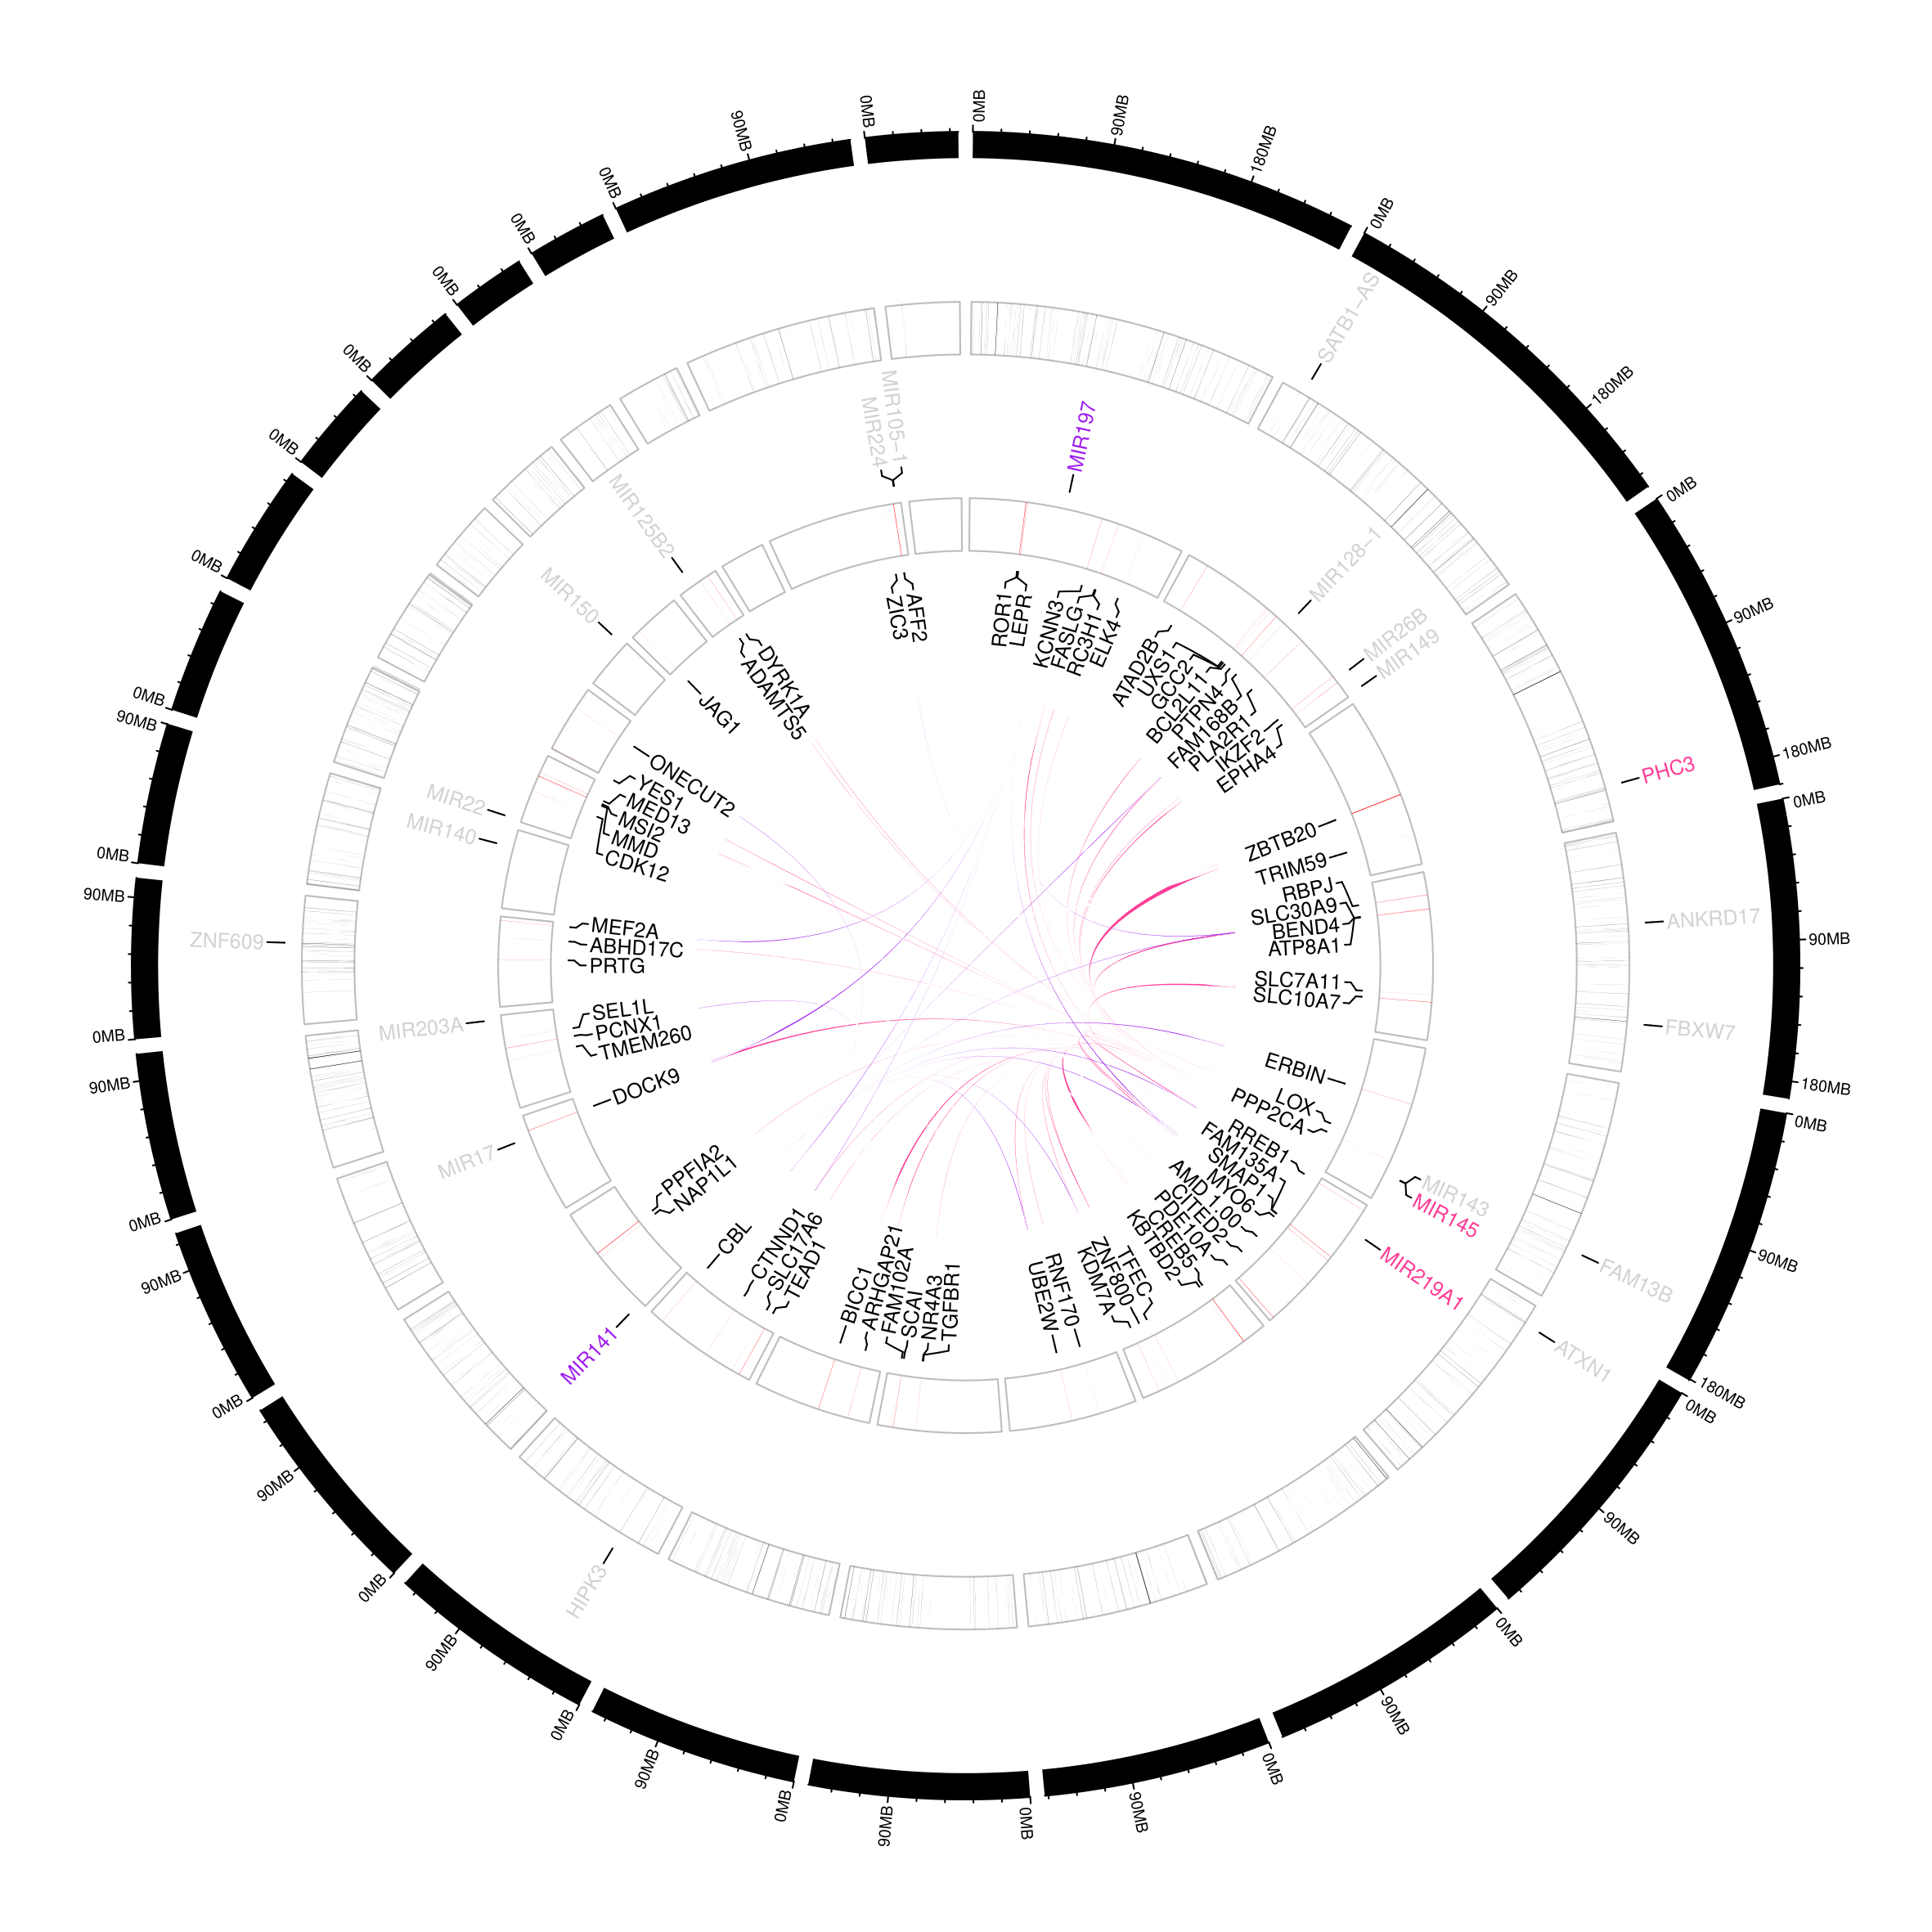 0MB
90MB
180MB
0MB
90MB
180MB
0MB
90MB
180MB
0MB
90MB
180MB
0MB
90MB
180MB
0MB
90MB
0MB
90MB
0MB
90MB
0MB
90MB
0MB
90MB
0MB
90MB
0MB
90MB
0MB
90MB
0MB
90MB
0MB
90MB
0MB
0MB
0MB
0MB
0MB
0MB
0MB
90MB
0MB
SATB1-AS
PHC3
ANKRD17
FBXW7
FAM13B
ATXN1
HIPK3
ZNF609
MIR197
MIR128-1
MIR26B
MIR149
MIR143
MIR145
MIR219A1
MIR141
MIR17
MIR203A
MIR140
MIR22
MIR150
MIR125B2
MIR224
MIR105-1
ROR1
LEPR
KCNN3
FASLG
RC3H1
ELK4
ATAD2B
UXS1
GCC2
BCL2L11
PTPN4
FAM168B
PLA2R1
IKZF2
EPHA4
ZBTB20
TRIM59
RBPJ
SLC30A9
BEND4
ATP8A1
SLC7A11
SLC10A7
ERBIN
LOX
PPP2CA
RREB1
FAM135A
SMAP1
MYO6
AMD 1.00
CITED2
PDE10A
CREB5
KBTBD2
TFEC
ZNF800
KDM7A
RNF170
UBE2W
TGFBR1
NR4A3
SCAI
FAM102A
ARHGAP21
BICC1
TEAD1
SLC17A6
CTNND1
CBL
NAP1L1
PPFIA2
DOCK9
TMEM260
PCNX1
SEL1L
PRTG
ABHD17C
MEF2A
CDK12
MMD
MSI2
MED13
YES1
ONECUT2
JAG1
ADAMTS5
DYRK1A
ZIC3
AFF2